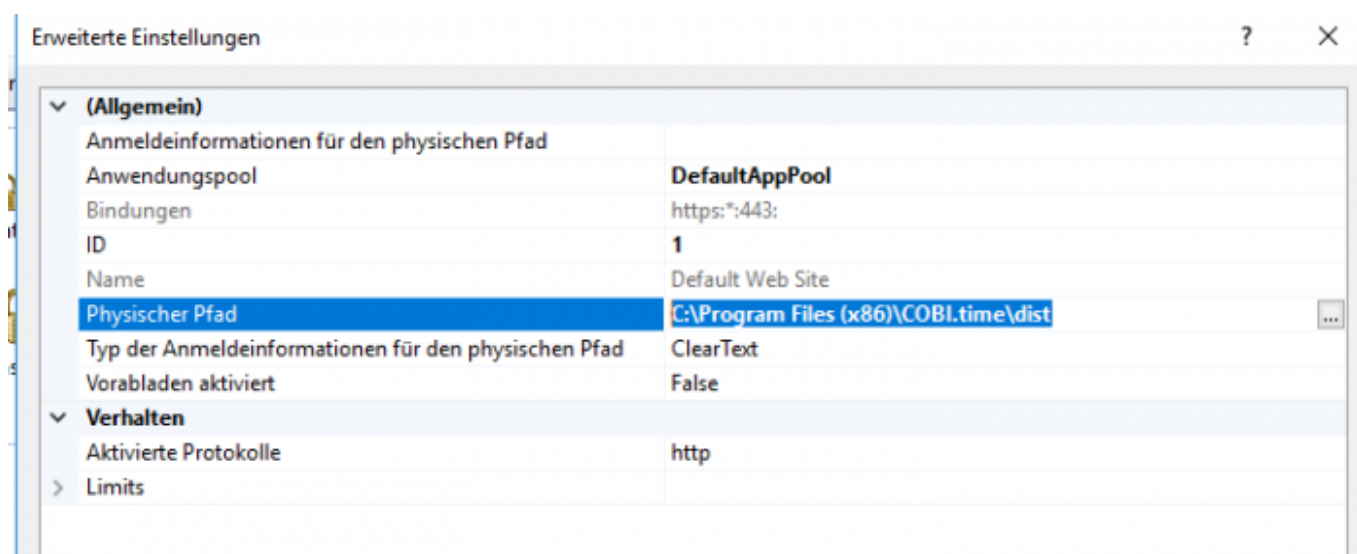 Erweiterte Einstellungen ? ✕
(Allgemein)
Anmeldeinformationen für den physischen Pfad
Anwendungspool DefaultAppPool
Bindungen https:*:443:
ID 1
Name Default Web Site
Physischer Pfad C:\Program Files (x86)\COBI.time\dist ...
Typ der Anmeldeinformationen für den physischen Pfad ClearText
Vorabladen aktiviert False
Verhalten
Aktivierte Protokolle http
Limits